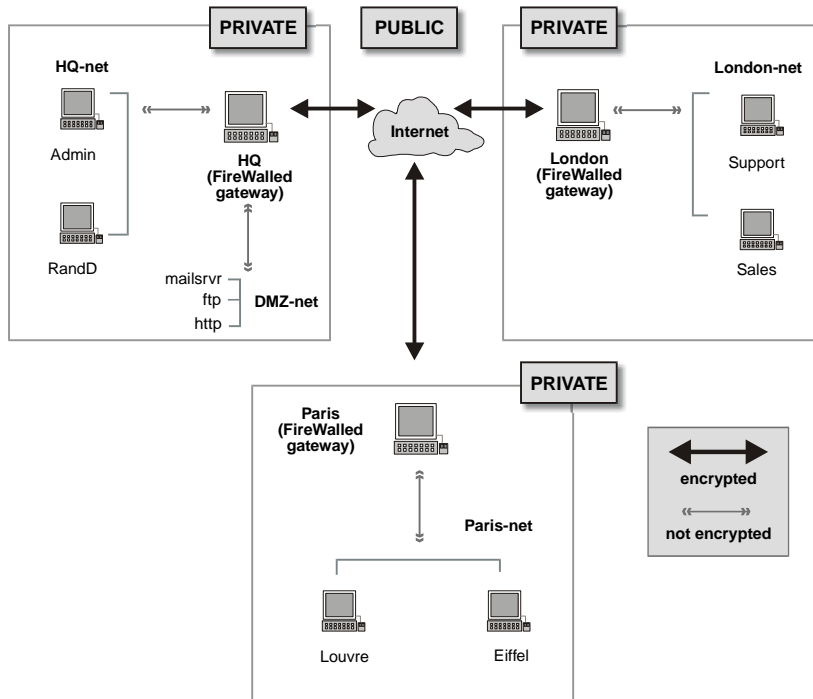 PRIVATE
PUBLIC
PRIVATE
HQ-net
Admin
RandD
HQ
(FireWalled
gateway)
mailsrvr
ftp
http
DMZ-net
Internet
London-net
London
(FireWalled
gateway)
Support
Sales
PRIVATE
Paris
(FireWalled
gateway)
Paris-net
Louvre
Eiffel
encrypted
not encrypted